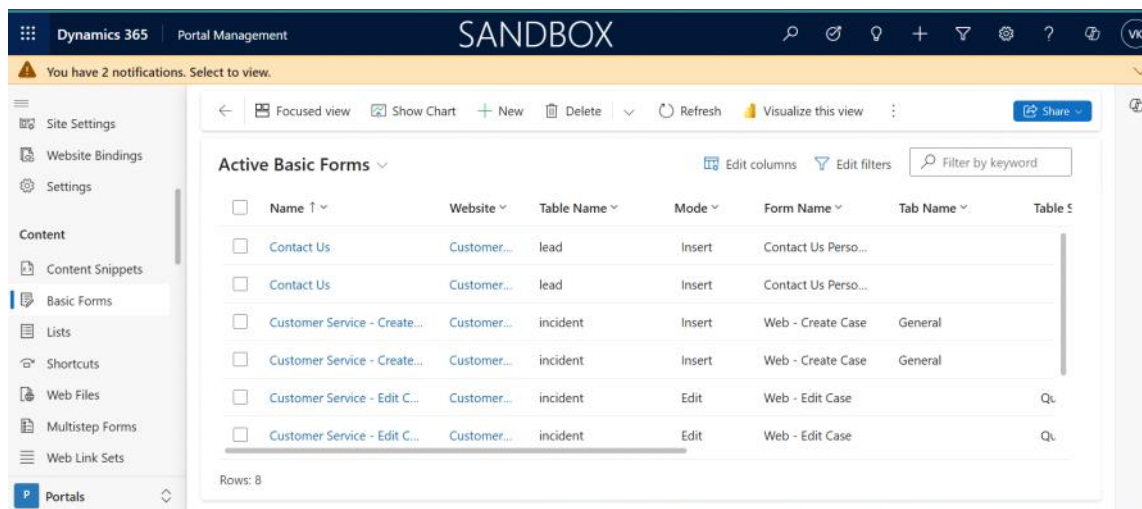 Dynamics 365 Portal Management SANDBOX VK
You have 2 notifications. Select to view.
Site Settings
Website Bindings
Settings
Content
Content Snippets
Basic Forms
Lists
Shortcuts
Web Files
Multistep Forms
Web Link Sets
P Portals
Focused view Show Chart New Delete Refresh Visualize this view Share
Active Basic Forms Edit columns Edit filters Filter by keyword
Name Website Table Name Mode Form Name Tab Name Table S
Contact Us Customer... lead Insert Contact Us Perso...
Contact Us Customer... lead Insert Contact Us Perso...
Customer Service - Create... Customer... incident Insert Web - Create Case General
Customer Service - Create... Customer... incident Insert Web - Create Case General
Customer Service - Edit C... Customer... incident Edit Web - Edit Case
Customer Service - Edit C... Customer... incident Edit Web - Edit Case
Rows: 8